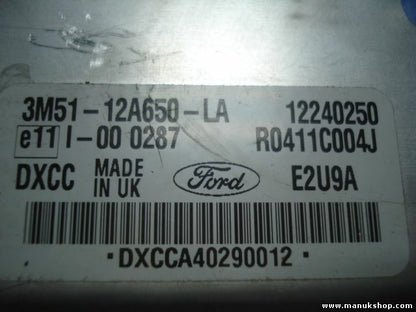 3M51-12A650-LA 12240250
e11 I-00 0287 R0411C004J
DXCC MADE IN UK Ford E2U9A
· DXCCA40290012 ·
www.manukshop.com